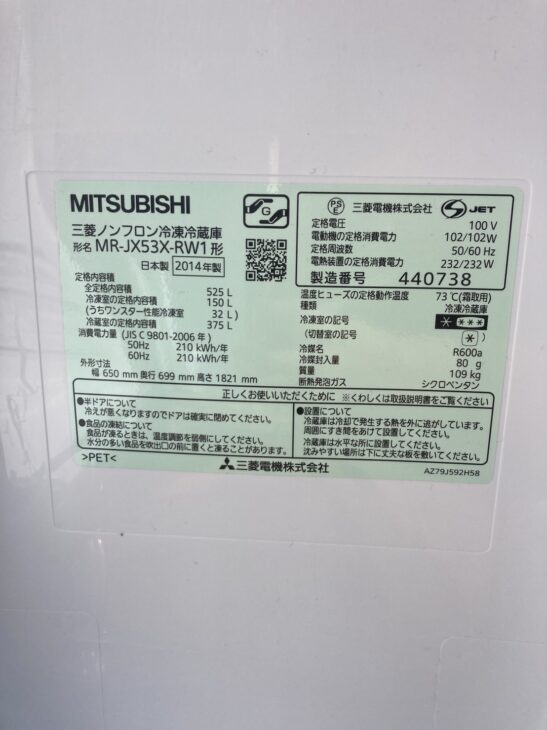 MITSUBISHI
G
三菱ノンフロン冷凍冷蔵庫
形名 MR-JX53X-RW1 形
日本製 2014年製
定格内容積
全定格内容積 525 L
冷凍室の定格内容積 150 L
(うちワンスター性能冷凍室 32 L)
冷蔵室の定格内容積 375 L
消費電力量 (JIS C 9801-2006年)
50Hz 210 kWh/年
60Hz 210 kWh/年
外形寸法
幅 650 mm 奥行 699 mm 高さ 1821 mm
PS E 三菱電機株式会社 S JET
定格電圧 100 V
電動機の定格消費電力 102/102W
定格周波数 50/60 Hz
電熱装置の定格消費電力 232/232W
製造番号 440738
温度ヒューズの定格動作温度 73℃(霜取用)
種類 冷凍冷蔵庫
冷凍室の記号 * ***
(切替室の記号) (*)
冷媒名 R600a
冷媒封入量 80 g
質量 109 kg
断熱発泡ガス シクロペンタン
正しくお使いいただくために ※くわしくは取扱説明書をご覧ください
●半ドアについて
冷えが悪くなりますのでドアは確実に閉めてください。
●食品の凍結について
食品が凍るときは、温度調節を弱側にしてください。
水分の多い食品を吹出口の前に置くと凍ることがあります。
●設置について
冷蔵庫は冷却で発生する熱を外に逃がしています。
周囲にすき間をあけて設置してください。
冷蔵庫は水平な所に設置してください。
沈みやすい場所は下に丈夫な板を敷いてください。
>PET<
三菱電機株式会社
AZ79J592H58